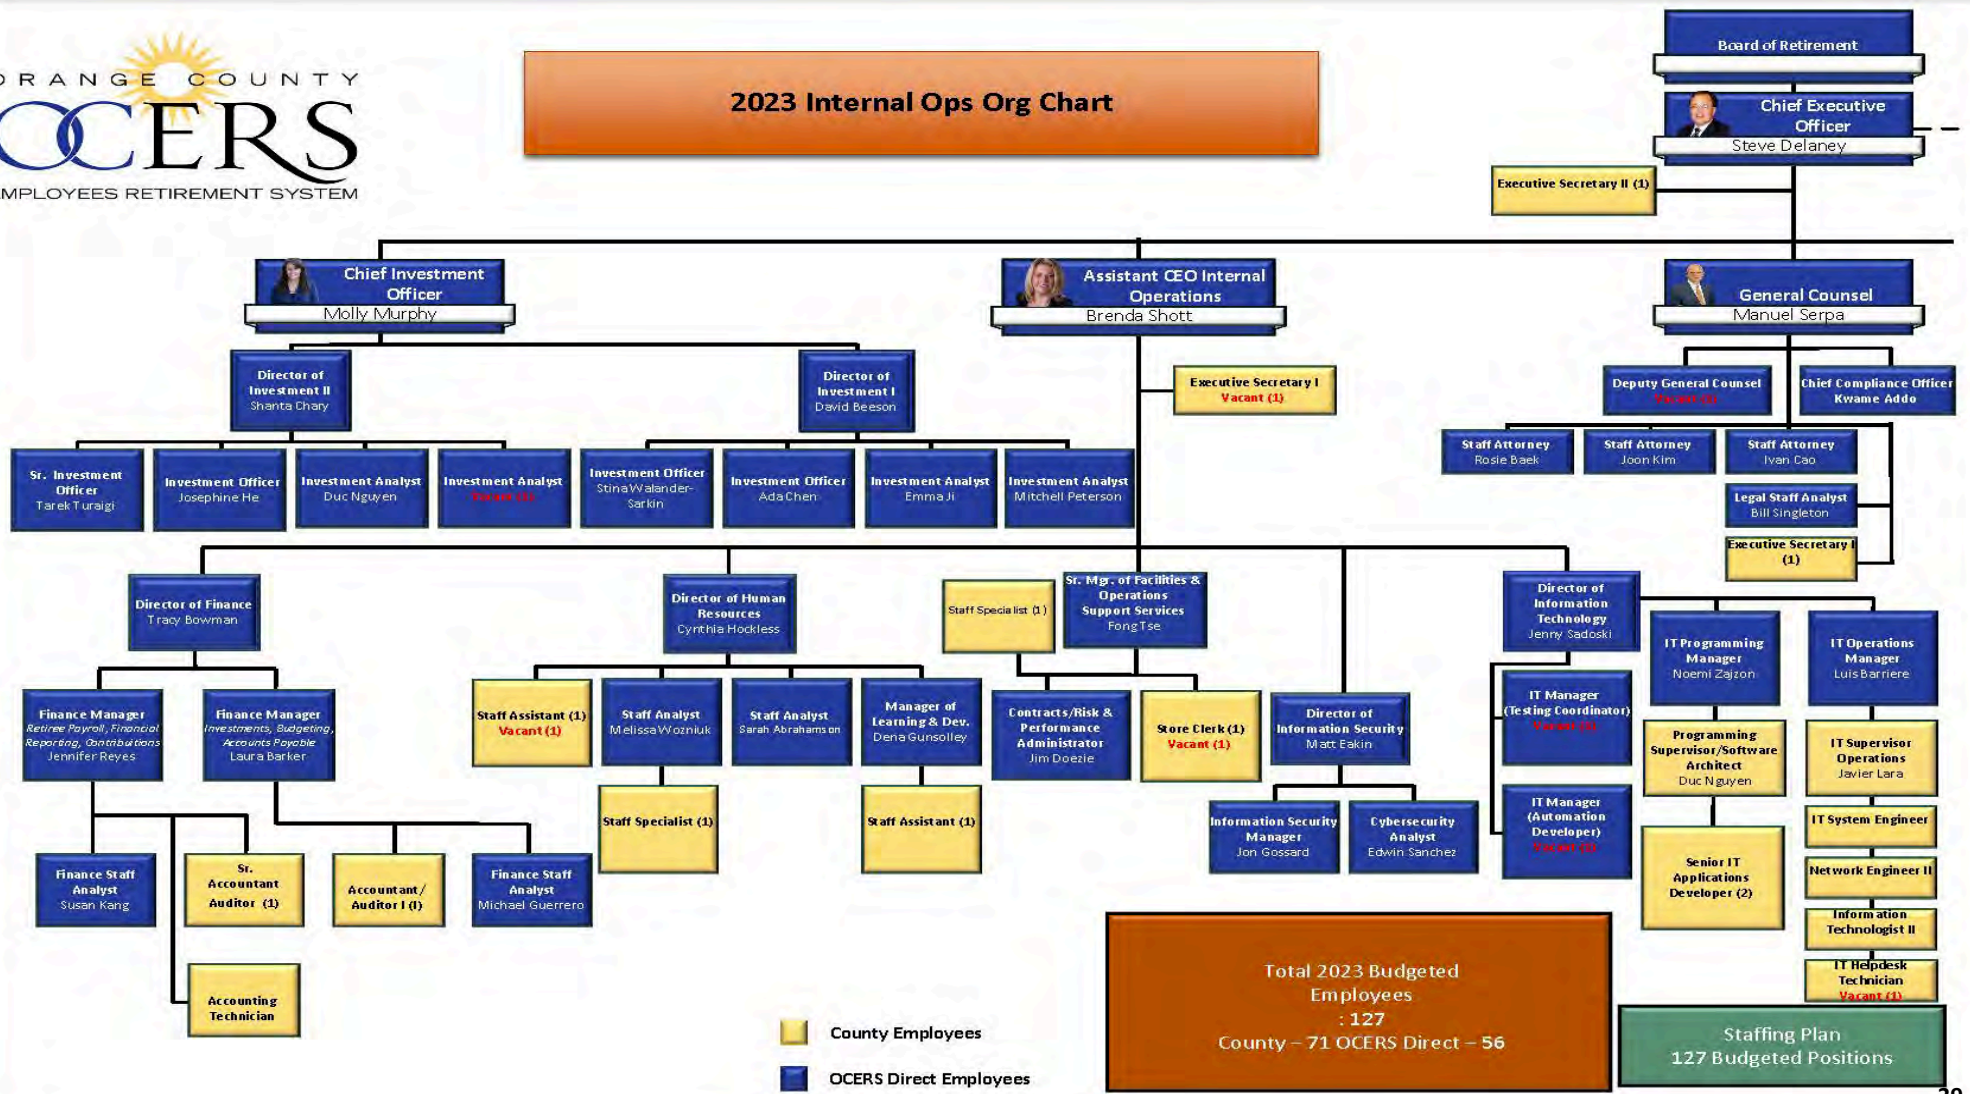 ORANGE COUNTY
OCERS
EMPLOYEES RETIREMENT SYSTEM
2023 Internal Ops Org Chart
Board of Retirement
Chief Executive
Officer
Steve Delaney
Executive Secretary II (1)
Chief Investment
Officer
Molly Murphy
Assistant CEO Internal
Operations
Brenda Shott
General Counsel
Manuel Serpa
Director of
Investment II
Shanta Chary
Director of
Investment I
David Beeson
Executive Secretary I
Vacant (1)
Deputy General Counsel
Vacant (1)
Chief Compliance Officer
Kwame Addo
Sr. Investment
Officer
Tarek Turaigi
Investment Officer
Josephine He
Investment Analyst
Duc Nguyen
Investment Analyst
Vacant (1)
Investment Officer
Stina Walander-
Sarkin
Investment Officer
Ada Chen
Investment Analyst
Emma Ji
Investment Analyst
Mitchell Peterson
Staff Attorney
Rosie Baek
Staff Attorney
Joon Kim
Staff Attorney
Ivan Cao
Legal Staff Analyst
Bill Singleton
Executive Secretary I
(1)
Director of Finance
Tracy Bowman
Director of Human
Resources
Cynthia Hockless
Staff Specialist (1)
Sr. Mgr. of Facilities &
Operations
Support Services
Fong Tse
Director of
Information
Technology
Jenny Sadoski
IT Programming
Manager
Noemi Zajzon
IT Operations
Manager
Luis Barriere
Finance Manager
Retiree Payroll, Financial
Reporting, Contributions
Jennifer Reyes
Finance Manager
Investments, Budgeting,
Accounts Payable
Laura Barker
Staff Assistant (1)
Vacant (1)
Staff Analyst
Melissa Wozniuk
Staff Analyst
Sarah Abrahamson
Manager of
Learning & Dev.
Dena Gunsolley
Contracts/Risk &
Performance
Administrator
Jim Doezie
Store Clerk (1)
Vacant (1)
Director of
Information Security
Matt Eakin
IT Manager
(Testing Coordinator)
Vacant (1)
Programming
Supervisor/Software
Architect
Duc Nguyen
IT Supervisor
Operations
Javier Lara
Staff Specialist (1)
Staff Assistant (1)
Information Security
Manager
Jon Gossard
Cybersecurity
Analyst
Edwin Sanchez
IT Manager
(Automation
Developer)
Vacant (1)
Senior IT
Applications
Developer (2)
IT System Engineer
Network Engineer II
Information
Technologist II
IT Helpdesk
Technician
Vacant (1)
Finance Staff
Analyst
Susan Kang
Sr.
Accountant
Auditor (1)
Accountant/
Auditor I (I)
Finance Staff
Analyst
Michael Guerrero
Accounting
Technician
County Employees
OCERS Direct Employees
Total 2023 Budgeted
Employees
: 127
County – 71 OCERS Direct – 56
Staffing Plan
127 Budgeted Positions